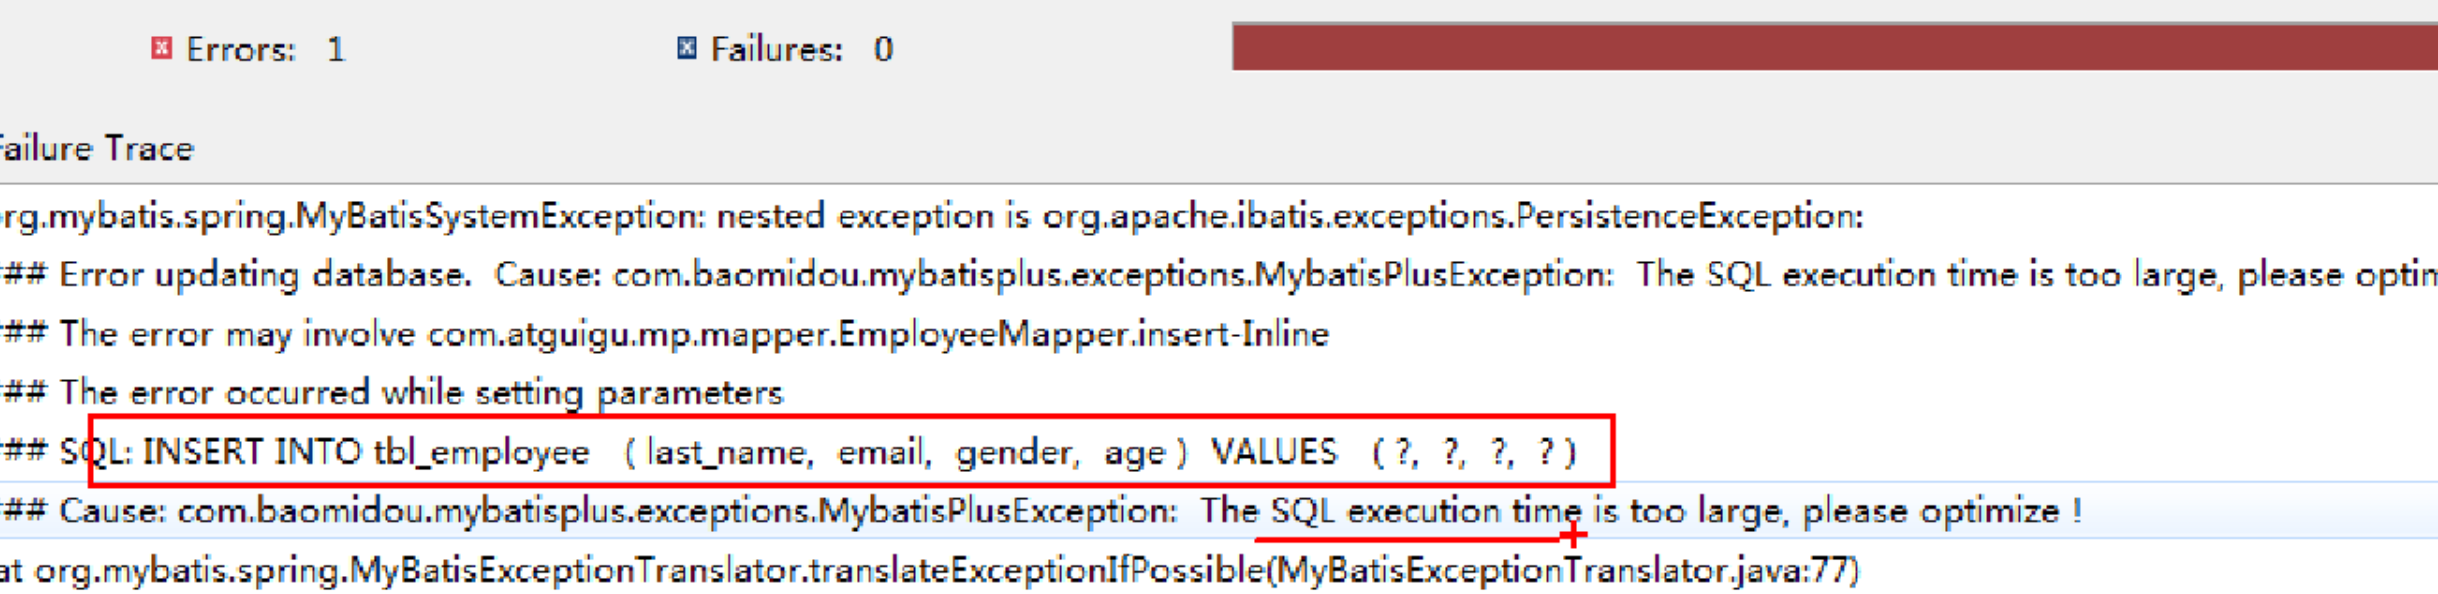 Errors: 1 Failures: 0
Failure Trace
org.mybatis.spring.MyBatisSystemException: nested exception is org.apache.ibatis.exceptions.PersistenceException:
### Error updating database.  Cause: com.baomidou.mybatisplus.exceptions.MybatisPlusException:  The SQL execution time is too large, please optim
### The error may involve com.atguigu.mp.mapper.EmployeeMapper.insert-Inline
### The error occurred while setting parameters
### SQL: INSERT INTO tbl_employee   ( last_name,  email,  gender,  age )  VALUES   ( ?,  ?,  ?,  ? )
### Cause: com.baomidou.mybatisplus.exceptions.MybatisPlusException:  The SQL execution time is too large, please optimize !
at org.mybatis.spring.MyBatisExceptionTranslator.translateExceptionIfPossible(MyBatisExceptionTranslator.java:77)